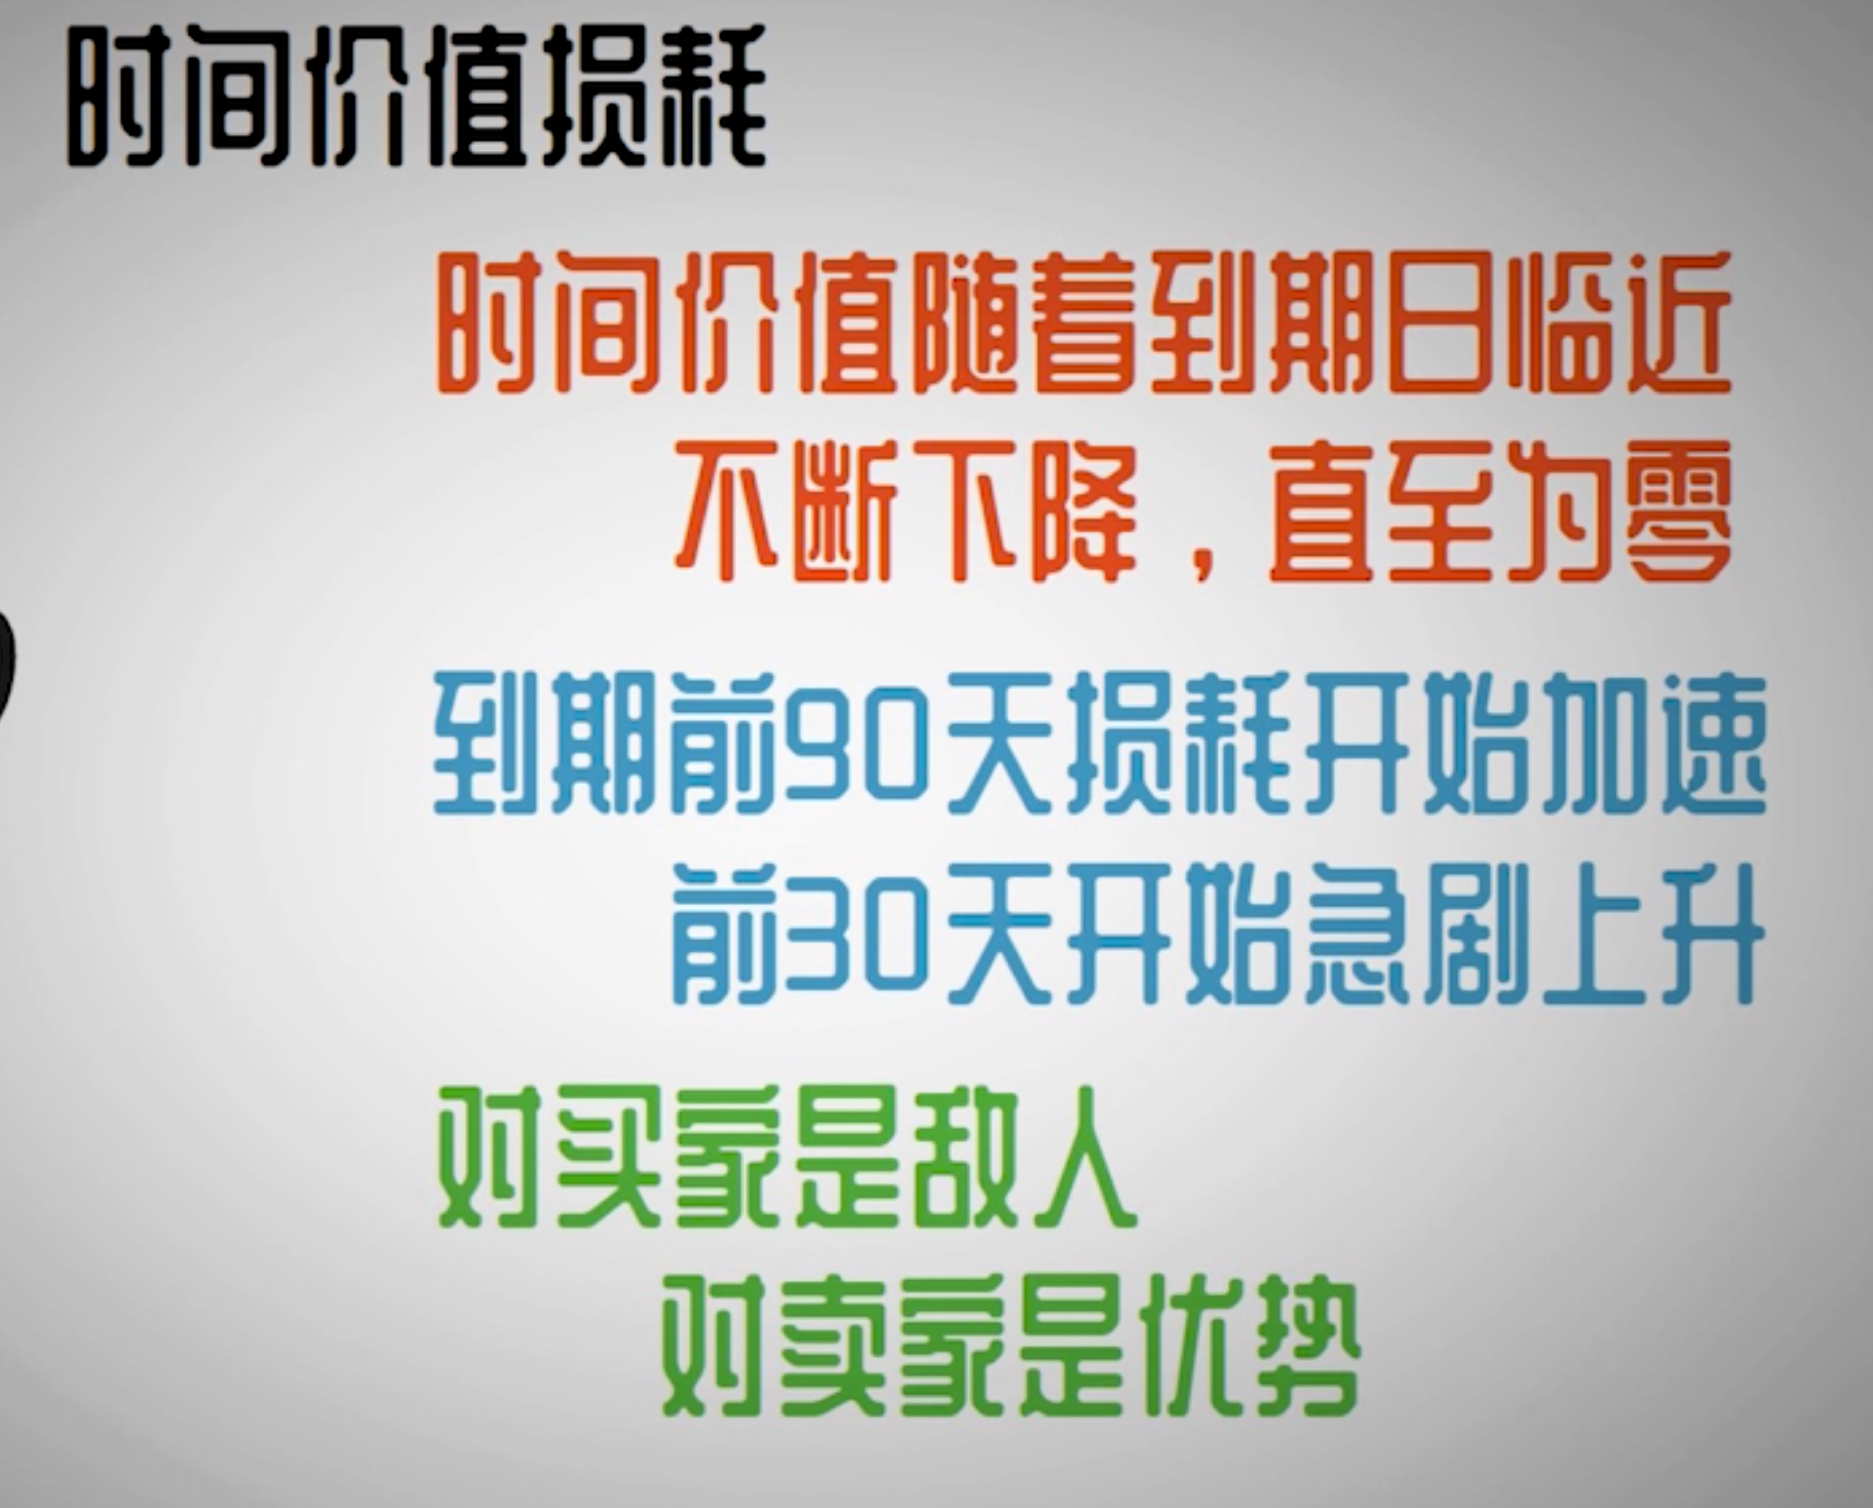 时间价值损耗
时间价值随着到期日临近
不断下降，直至为零
到期前90天损耗开始加速
前30天开始急剧上升
对买家是敌人
对卖家是优势